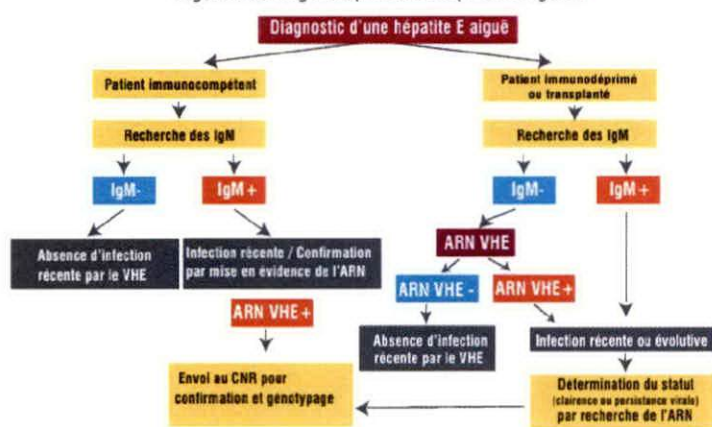 Diagnostic d'une hépatite E aiguë
Patient immunocompétent
Patient immunodéprimé
ou transplanté
Recherche des IgM
Recherche des IgM
IgM-
IgM+
IgM-
IgM+
Absence d'infection
récente par le VHE
Infection récente / Confirmation
par mise en évidence de l'ARN
ARN VHE
ARN VHE -
ARN VHE+
ARN VHE+
Absence d'infection
récente par le VHE
Infection récente ou évolutive
Envoi au CNR pour
confirmation et génotypage
Détermination du statut
(clairence ou persistance virale)
par recherche de l'ARN